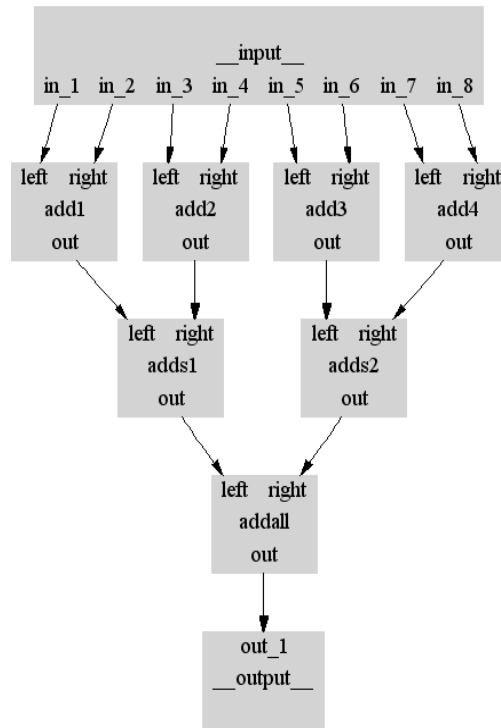 __input__
in_1 in_2 in_3 in_4 in_5 in_6 in_7 in_8
left right left right left right left right
add1 add2 add3 add4
out out out out
left right left right
adds1 adds2
out out
left right
addall
out
out_1
__output__